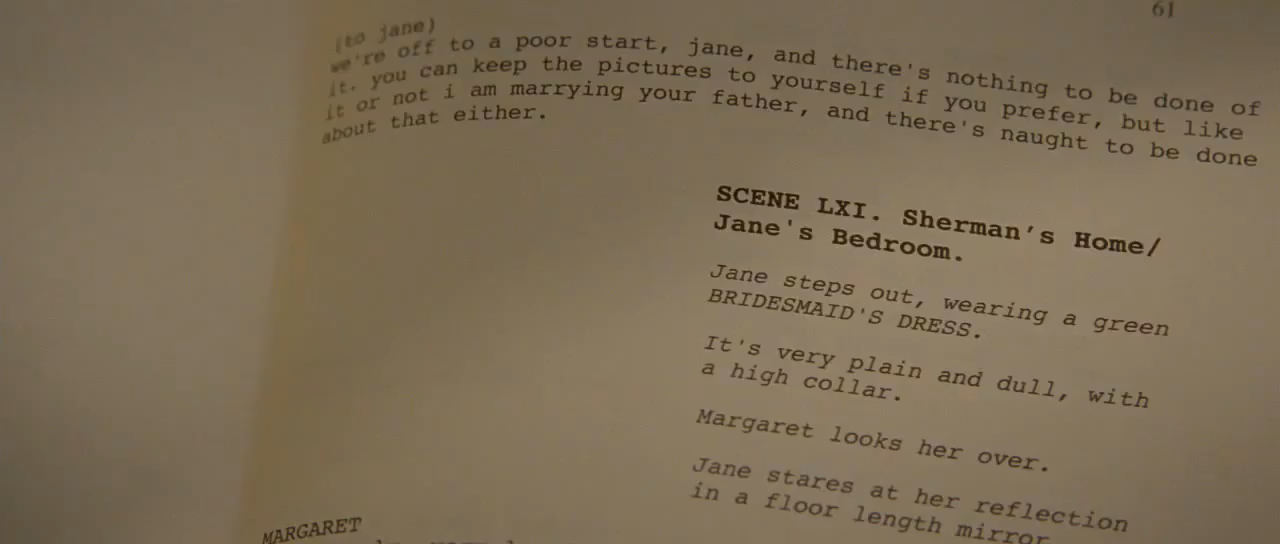 61
(to jane)
we're off to a poor start, jane, and there's nothing to be done of
it. you can keep the pictures to yourself if you prefer, but like
it or not i am marrying your father, and there's naught to be done
about that either.
SCENE LXI. Sherman's Home/
Jane's Bedroom.
Jane steps out, wearing a green
BRIDESMAID'S DRESS.
It's very plain and dull, with
a high collar.
Margaret looks her over.
Jane stares at her reflection
in a floor length mirror
MARGARET